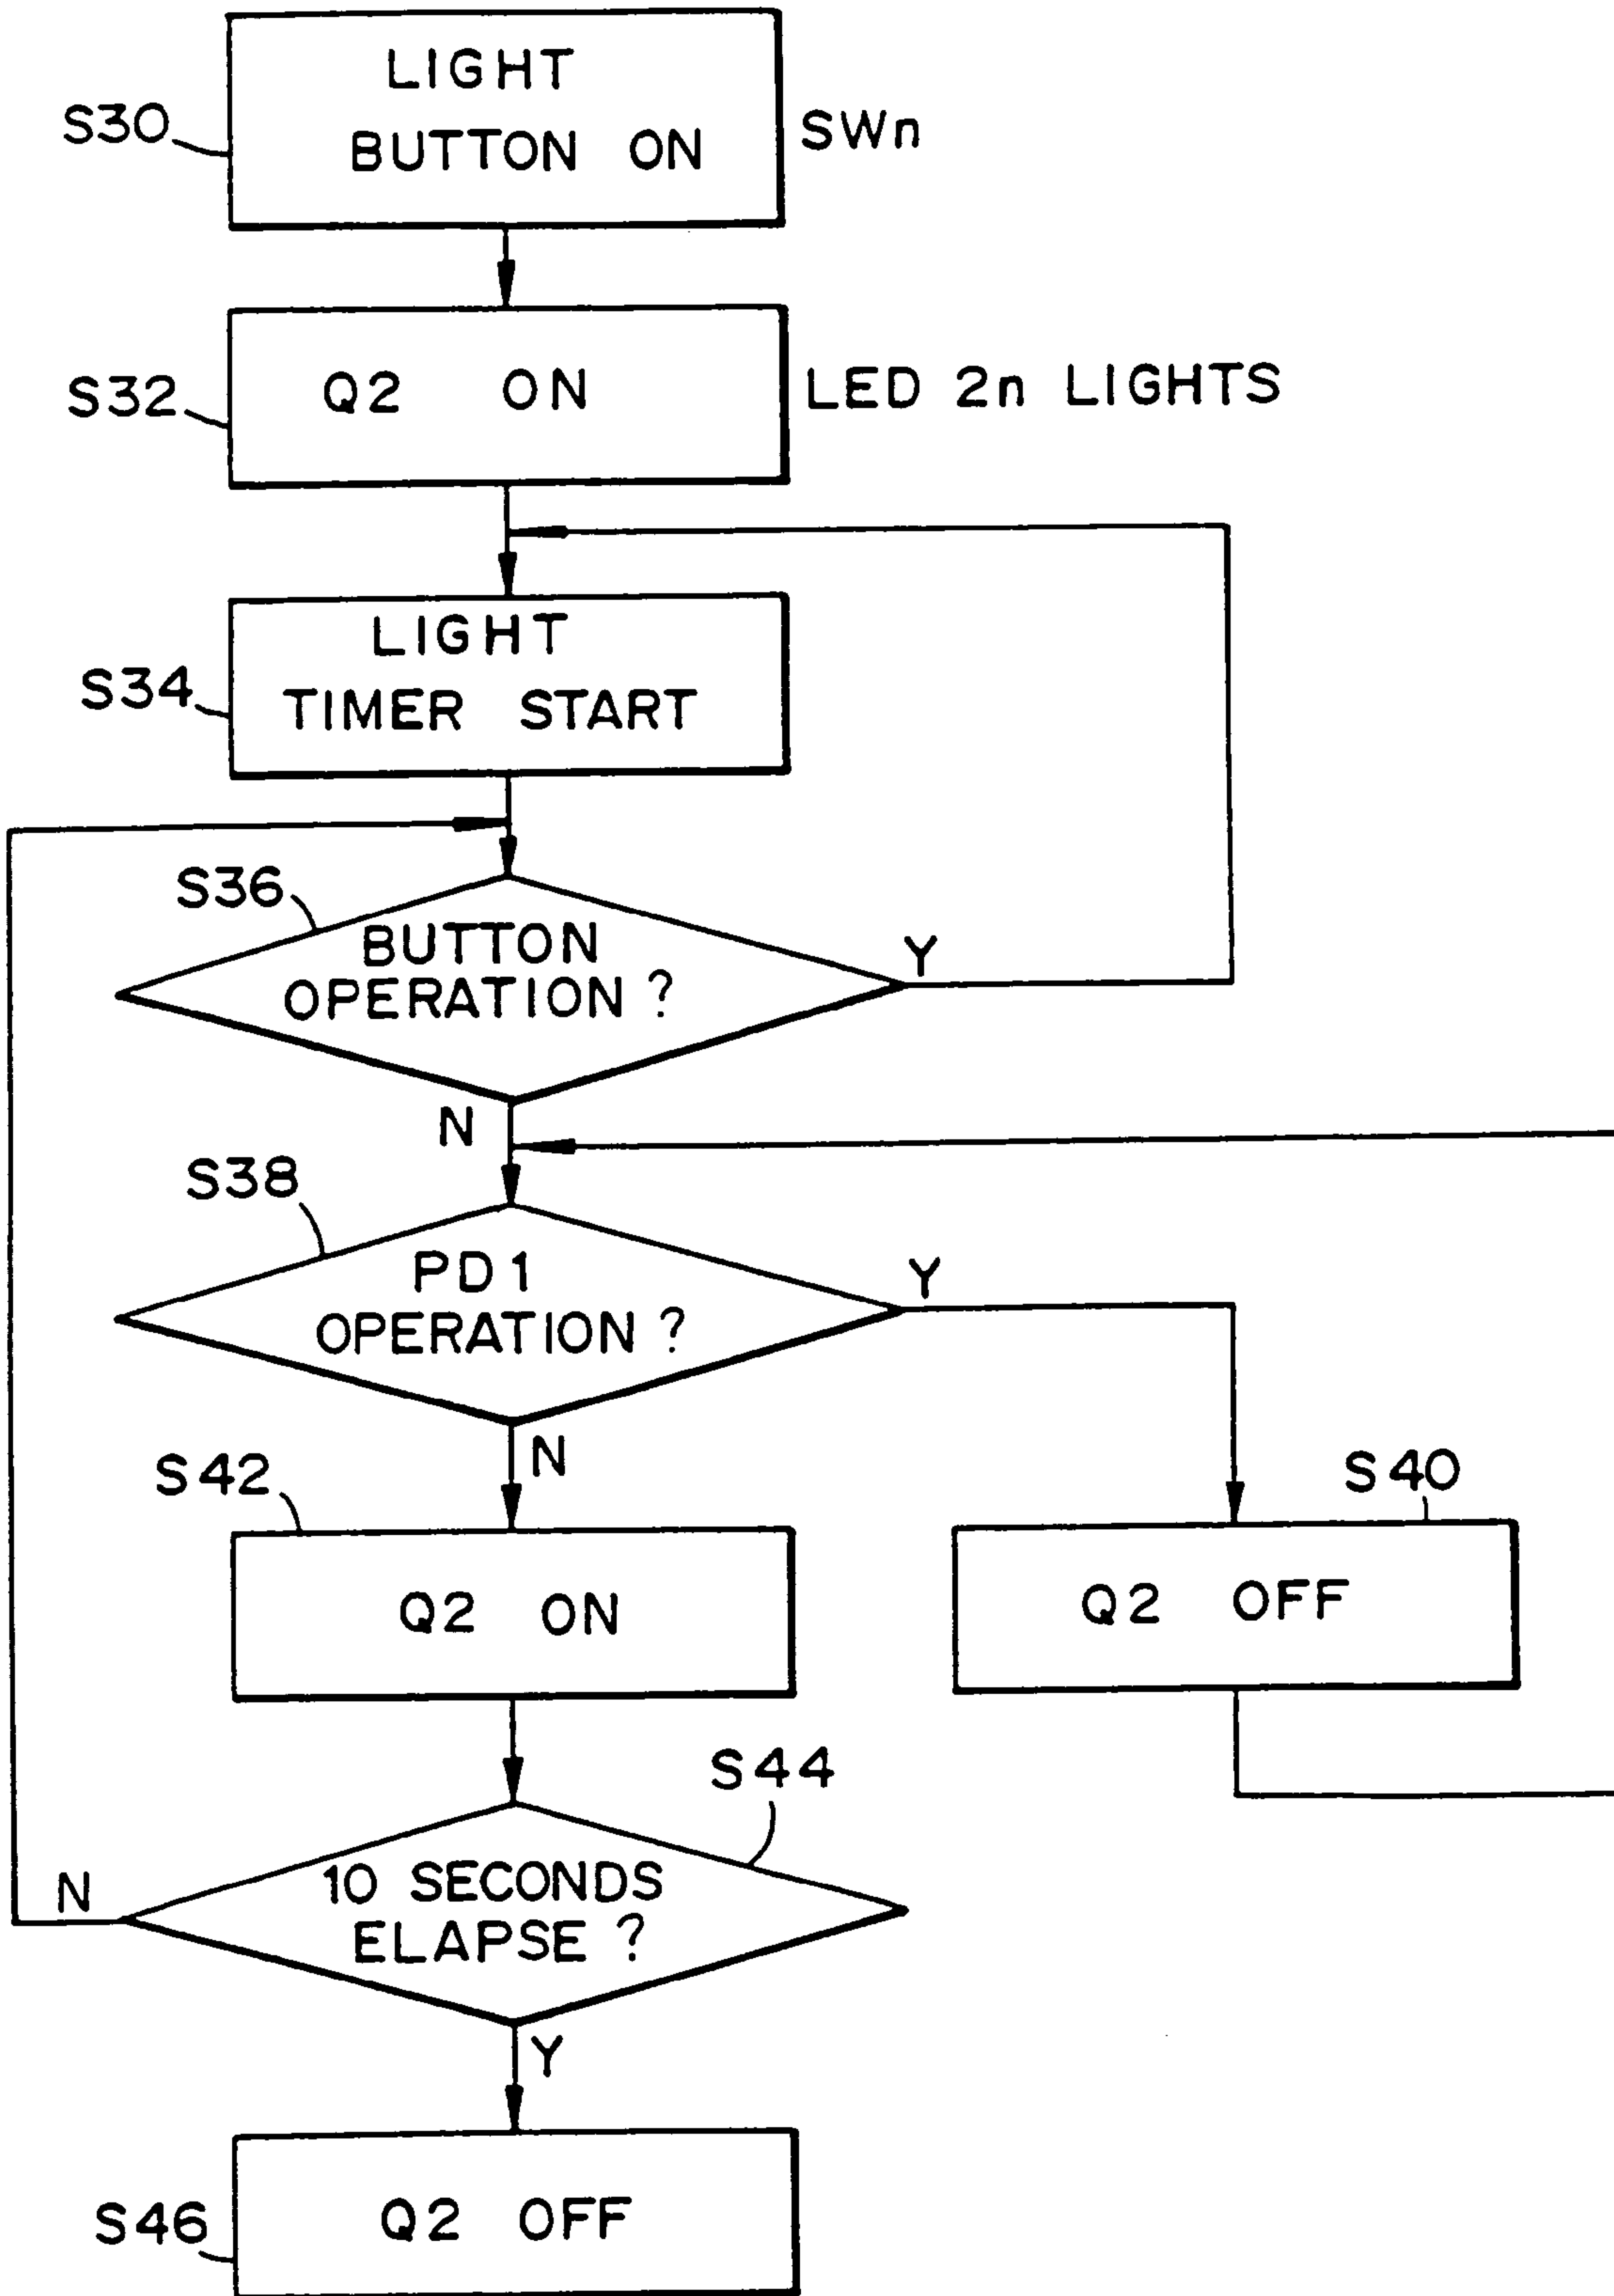 LIGHT
BUTTON ON
S30
SWn
Q2 ON
S32
LED 2n LIGHTS
LIGHT
TIMER START
S34
S36
BUTTON
OPERATION ?
Y
N
S38
PD1
OPERATION ?
Y
N
S42
S40
Q2 ON
Q2 OFF
S44
10 SECONDS
ELAPSE ?
N
Y
Q2 OFF
S46